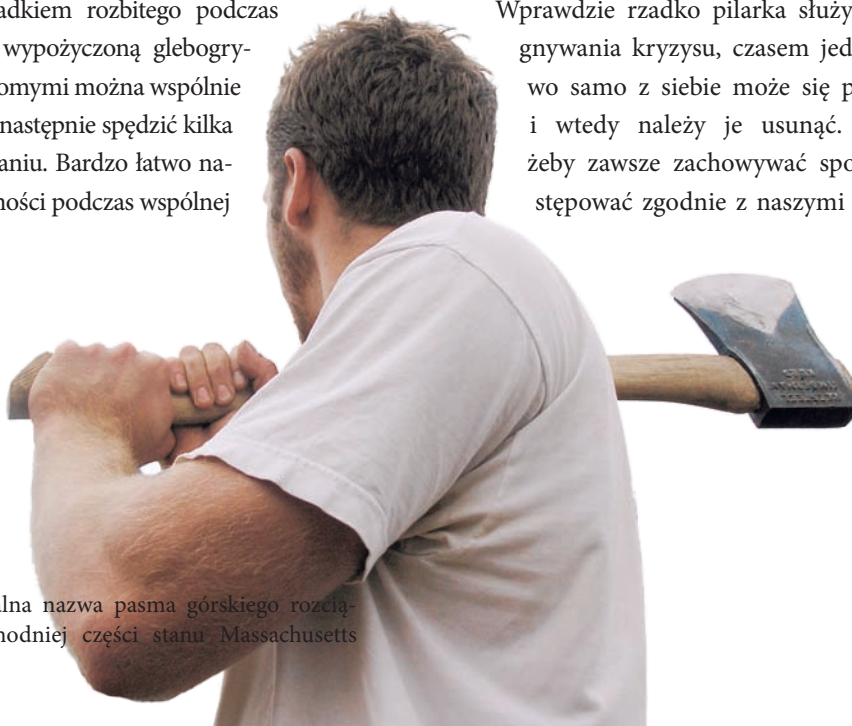 adkiem rozbitego podczas
wypożyczoną glebogry-
omymi można wspólnie
następnie spędzić kilka
aniu. Bardzo łatwo na-
ności podczas wspólnej
alna nazwa pasma górskiego rozcią-
hodniej części stanu Massachusetts
Wprawdzie rzadko pilarka służy
gnywania kryzysu, czasem jed
wo samo z siebie może się p
i wtedy należy je usunąć.
żeby zawsze zachowywać spo
stępować zgodnie z naszymi